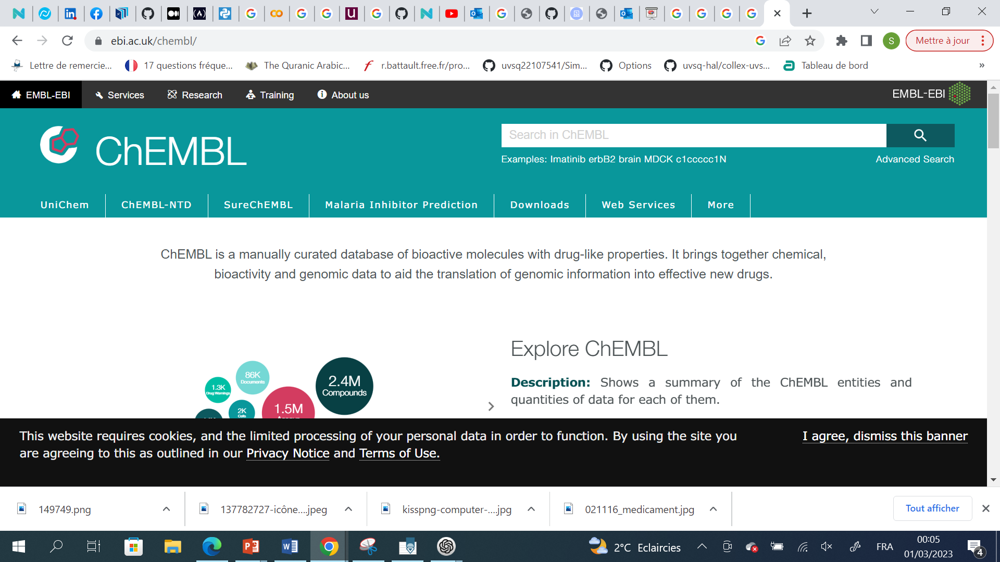 ebi.ac.uk/chembl/
S
Mettre à jour
Lettre de remercie...
17 questions fréque...
The Quranic Arabic...
r.battault.free.fr/pro...
uvsq22107541/Sim...
Options
uvsq-hal/collex-uvs...
Tableau de bord
»
EMBL-EBI
Services
Research
Training
About us
EMBL-EBI
ChEMBL
Search in ChEMBL
Examples: Imatinib erbB2 brain MDCK c1ccccc1N
Advanced Search
UniChem
ChEMBL-NTD
SureChEMBL
Malaria Inhibitor Prediction
Downloads
Web Services
More
ChEMBL is a manually curated database of bioactive molecules with drug-like properties. It brings together chemical,
bioactivity and genomic data to aid the translation of genomic information into effective new drugs.
86K
Documents
1.3K
Drug Warnings
2K
Cells
1.5M
2.4M
Compounds
Explore ChEMBL
Description: Shows a summary of the ChEMBL entities and
quantities of data for each of them.
This website requires cookies, and the limited processing of your personal data in order to function. By using the site you
are agreeing to this as outlined in our Privacy Notice and Terms of Use.
I agree, dismiss this banner
149749.png
137782727-icône....jpeg
kisspng-computer-....jpg
021116_medicament.jpg
Tout afficher
2°C Eclaircies
FRA
00:05
01/03/2023
4